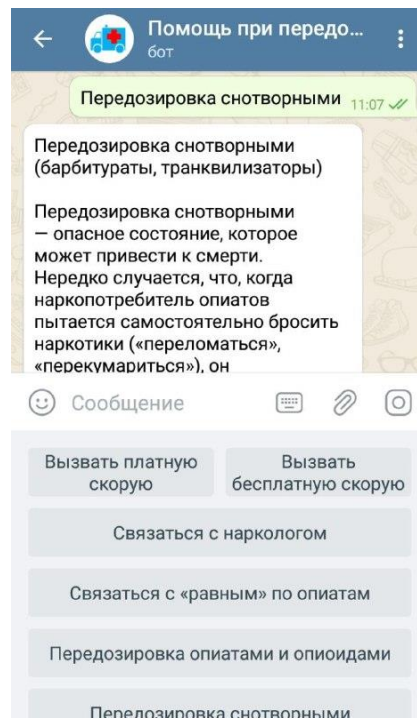 Помощь при передо...
бот
Передозировка снотворными 11:07
Передозировка снотворными
(барбитураты, транквилизаторы)
Передозировка снотворными
— опасное состояние, которое
может привести к смерти.
Нередко случается, что, когда
наркопотребитель опиатов
пытается самостоятельно бросить
наркотики («переломаться»,
«перекумариться»), он
Сообщение
Вызвать платную
скорую
Вызвать
бесплатную скорую
Связаться с наркологом
Связаться с «равным» по опиатам
Передозировка опиатами и опиоидами
Передозировка снотворными